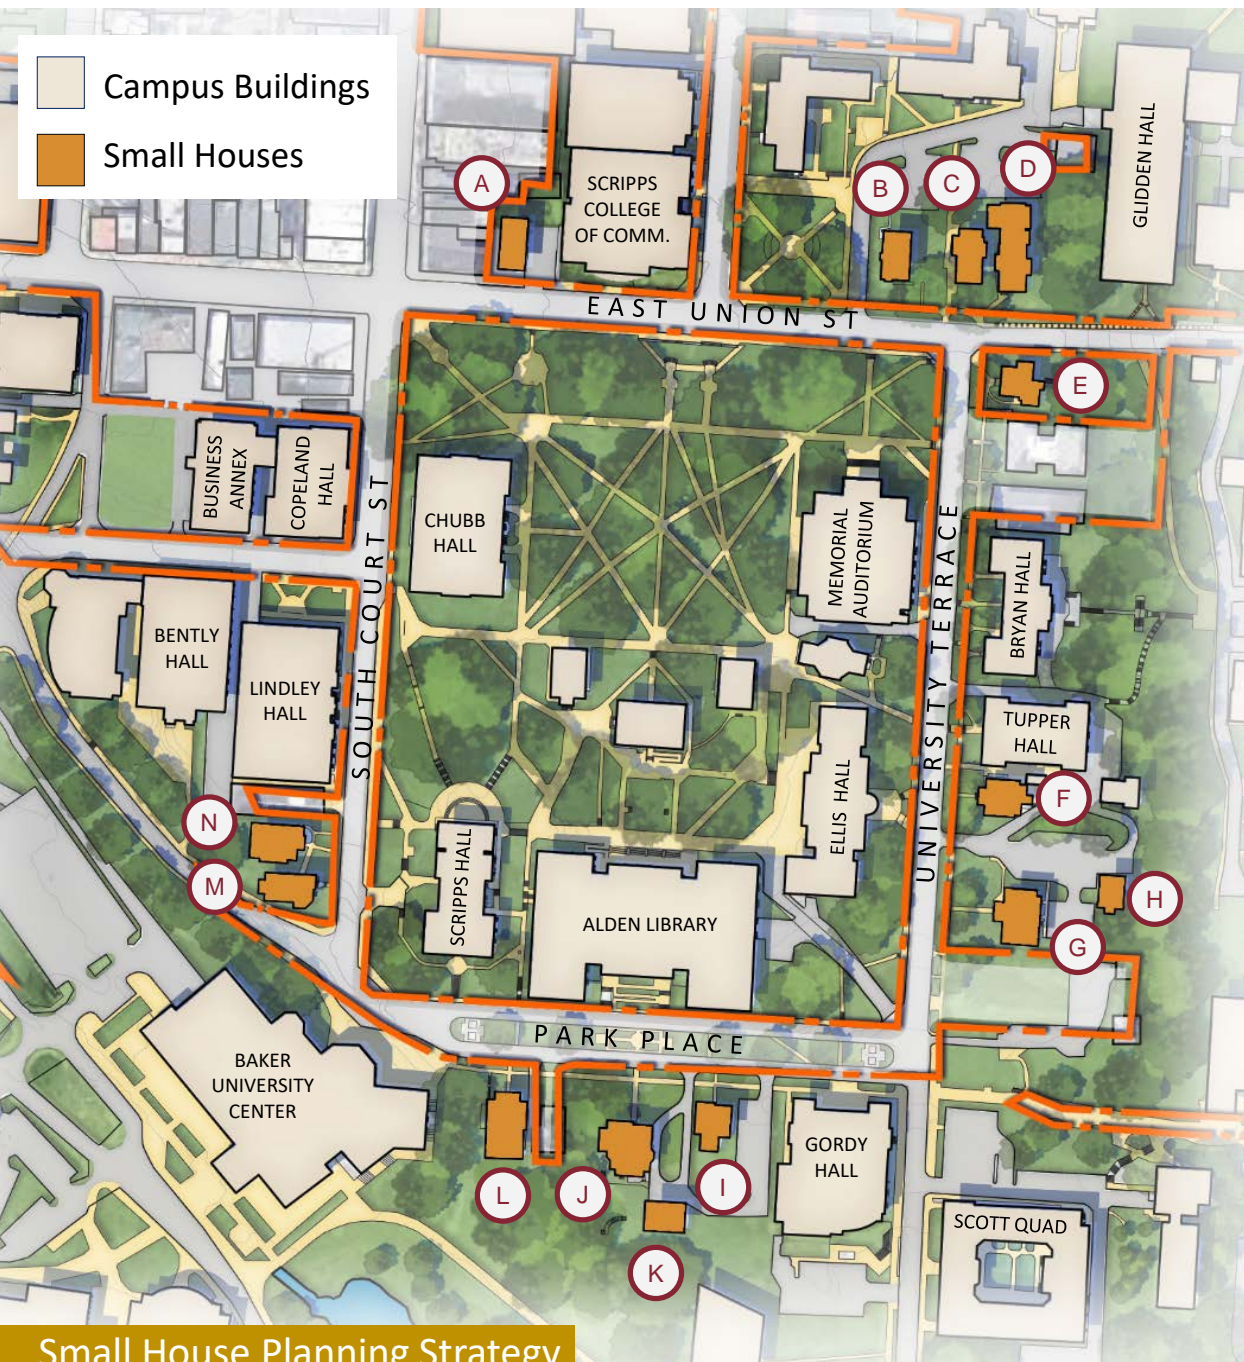 Campus Buildings
Small Houses
A
SCRIPPS
COLLEGE
OF COMM.
B
C
D
GLIDDEN HALL
EAST UNION ST
E
BUSINESS
ANNEX
COPELAND
HALL
CHUBB
HALL
MEMORIAL
AUDITORIUM
BRYAN HALL
SOUTH COURT ST
UNIVERSITY TERRACE
BENTLY
HALL
LINDLEY
HALL
TUPPER
HALL
F
ELLIS HALL
N
M
SCRIPPS HALL
ALDEN LIBRARY
H
G
PARK PLACE
BAKER
UNIVERSITY
CENTER
GORDY
HALL
L
J
I
K
SCOTT QUAD
Small House Planning Strategy